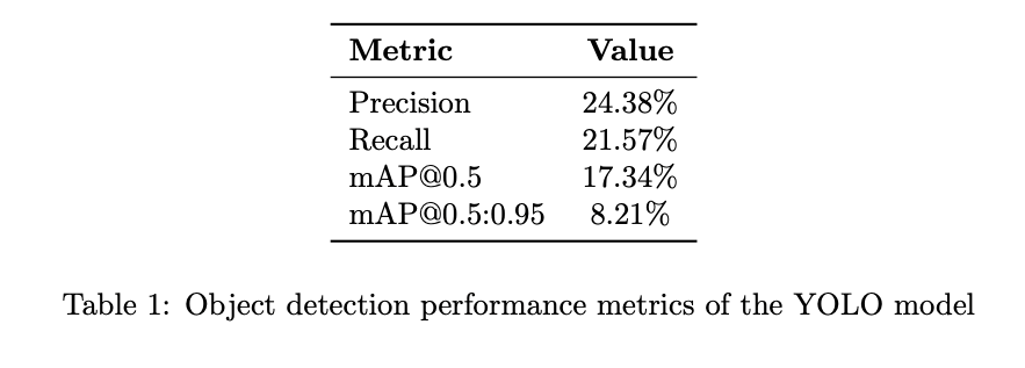 Metric Value
Precision 24.38%
Recall 21.57%
mAP@0.5 17.34%
mAP@0.5:0.95 8.21%
Table 1: Object detection performance metrics of the YOLO model